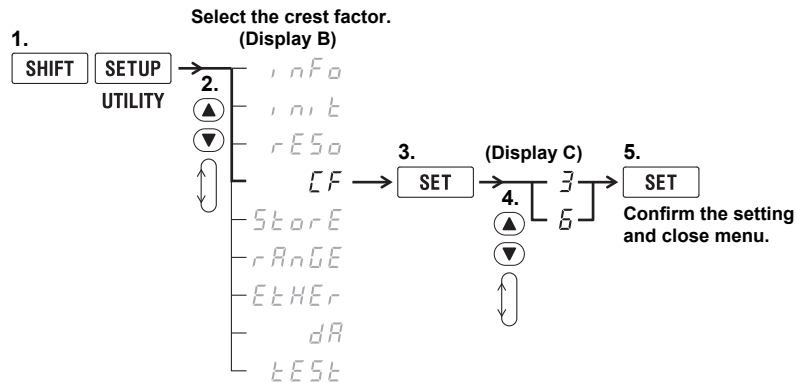 Select the crest factor.
(Display B)
1.
SHIFT SETUP
UTILITY
2.
inFo
init
rESo
CF
StorE
rAnGE
EtHEr
dA
tESt
3.
SET
(Display C)
4.
3
6
5.
SET
Confirm the setting
and close menu.